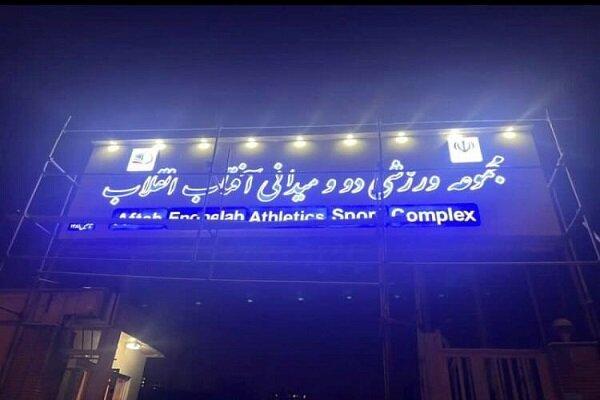 مجموعه ورزشی دو و میدانی آفتاب انقلاب
Aftab Enghelab Athletics Sport Complex